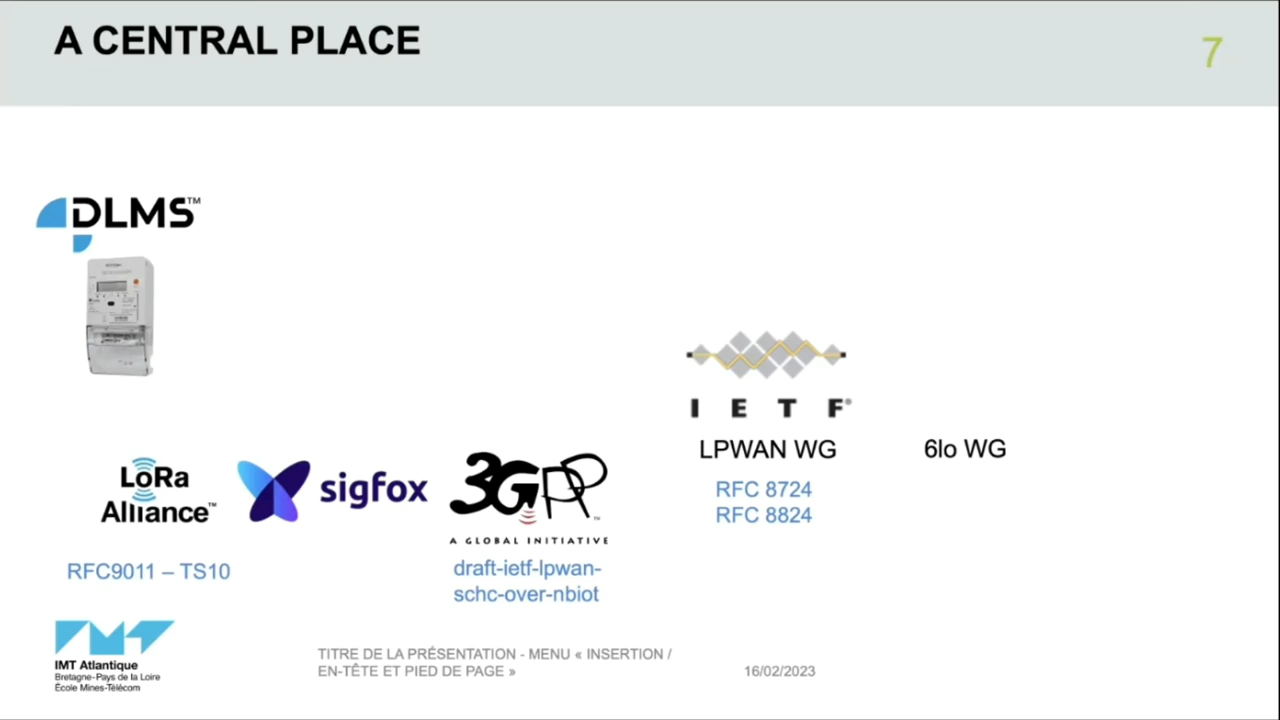 A CENTRAL PLACE
7
DLMS™
IETF®
LPWAN WG
6lo WG
RFC 8724
RFC 8824
LoRa
Alliance™
sigfox
3GPP™
A GLOBAL INITIATIVE
RFC9011 – TS10
draft-ietf-lpwan-
schc-over-nbiot
IMT Atlantique
Bretagne-Pays de la Loire
École Mines-Télécom
TITRE DE LA PRÉSENTATION - MENU « INSERTION /
EN-TÊTE ET PIED DE PAGE »
16/02/2023